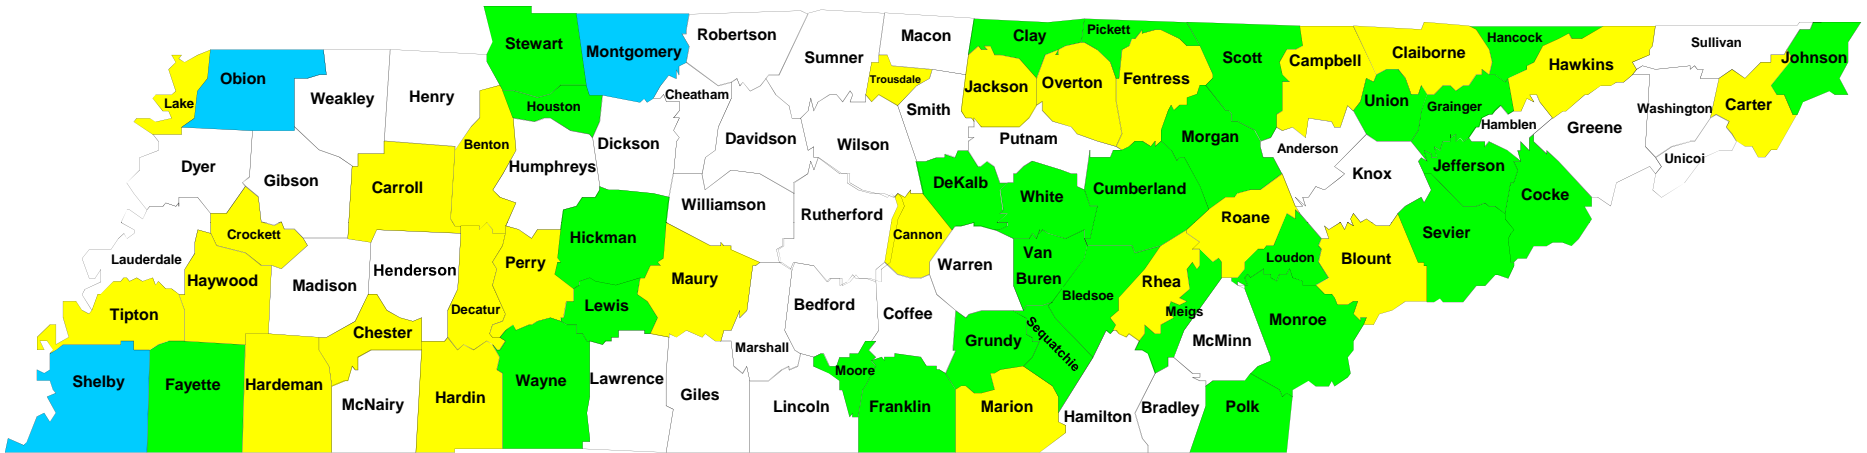 Stewart
Montgomery
Robertson
Sumner
Macon
Clay
Pickett
Scott
Campbell
Claiborne
Hancock
Hawkins
Sullivan
Johnson
Lake
Obion
Weakley
Henry
Houston
Cheatham
Trousdale
Smith
Jackson
Overton
Fentress
Union
Grainger
Hamblen
Greene
Washington
Carter
Unicoi
Dyer
Gibson
Carroll
Benton
Humphreys
Dickson
Davidson
Wilson
Putnam
Morgan
Anderson
Knox
Jefferson
Cocke
DeKalb
White
Cumberland
Crockett
Hickman
Williamson
Rutherford
Cannon
Roane
Sevier
Lauderdale
Haywood
Madison
Henderson
Perry
Maury
Warren
Van
Buren
Bledsoe
Rhea
Loudon
Blount
Tipton
Chester
Decatur
Lewis
Bedford
Coffee
Grundy
Sequatchie
Meigs
McMinn
Monroe
Shelby
Fayette
Hardeman
McNairy
Hardin
Wayne
Lawrence
Giles
Marshall
Lincoln
Moore
Franklin
Marion
Hamilton
Bradley
Polk